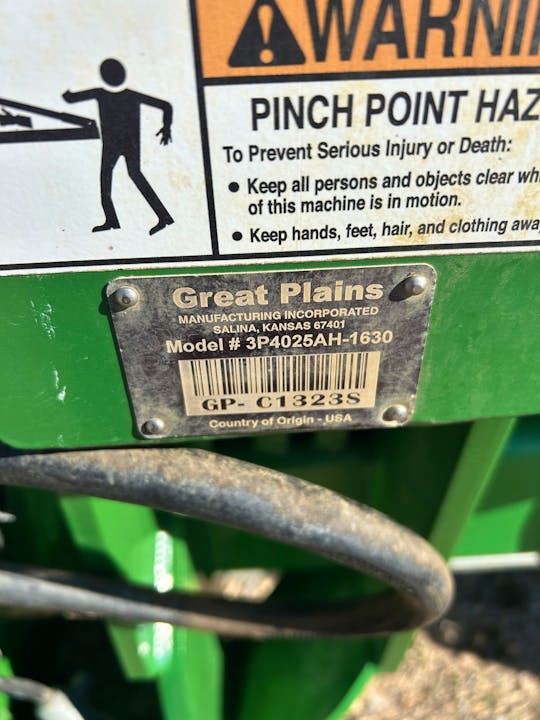 WARNI
PINCH POINT HAZ
To Prevent Serious Injury or Death:
• Keep all persons and objects clear wh
of this machine is in motion.
• Keep hands, feet, hair, and clothing awa
Great Plains
MANUFACTURING INCORPORATED
SALINA, KANSAS 67401
Model # 3P4025AH-1630
GP- C1323S
Country of Origin - USA